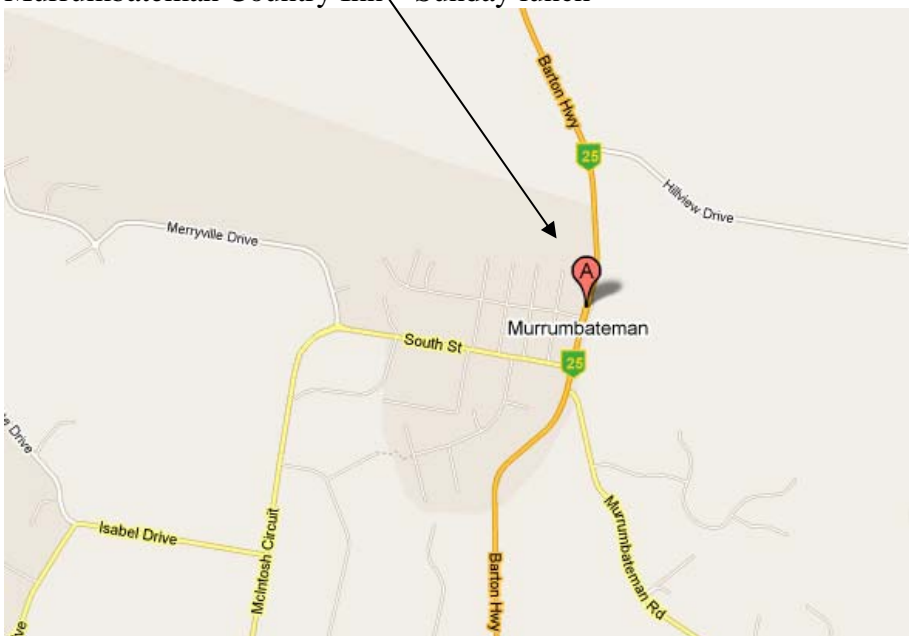 Murrumbateman Country Inn – Sunday lunch
Barton Hwy
25
Hillview Drive
Merryville Drive
A
Murrumbateman
South St
25
Drive
Isabel Drive
McIntosh Circuit
Barton Hwy
Murrumbateman Rd